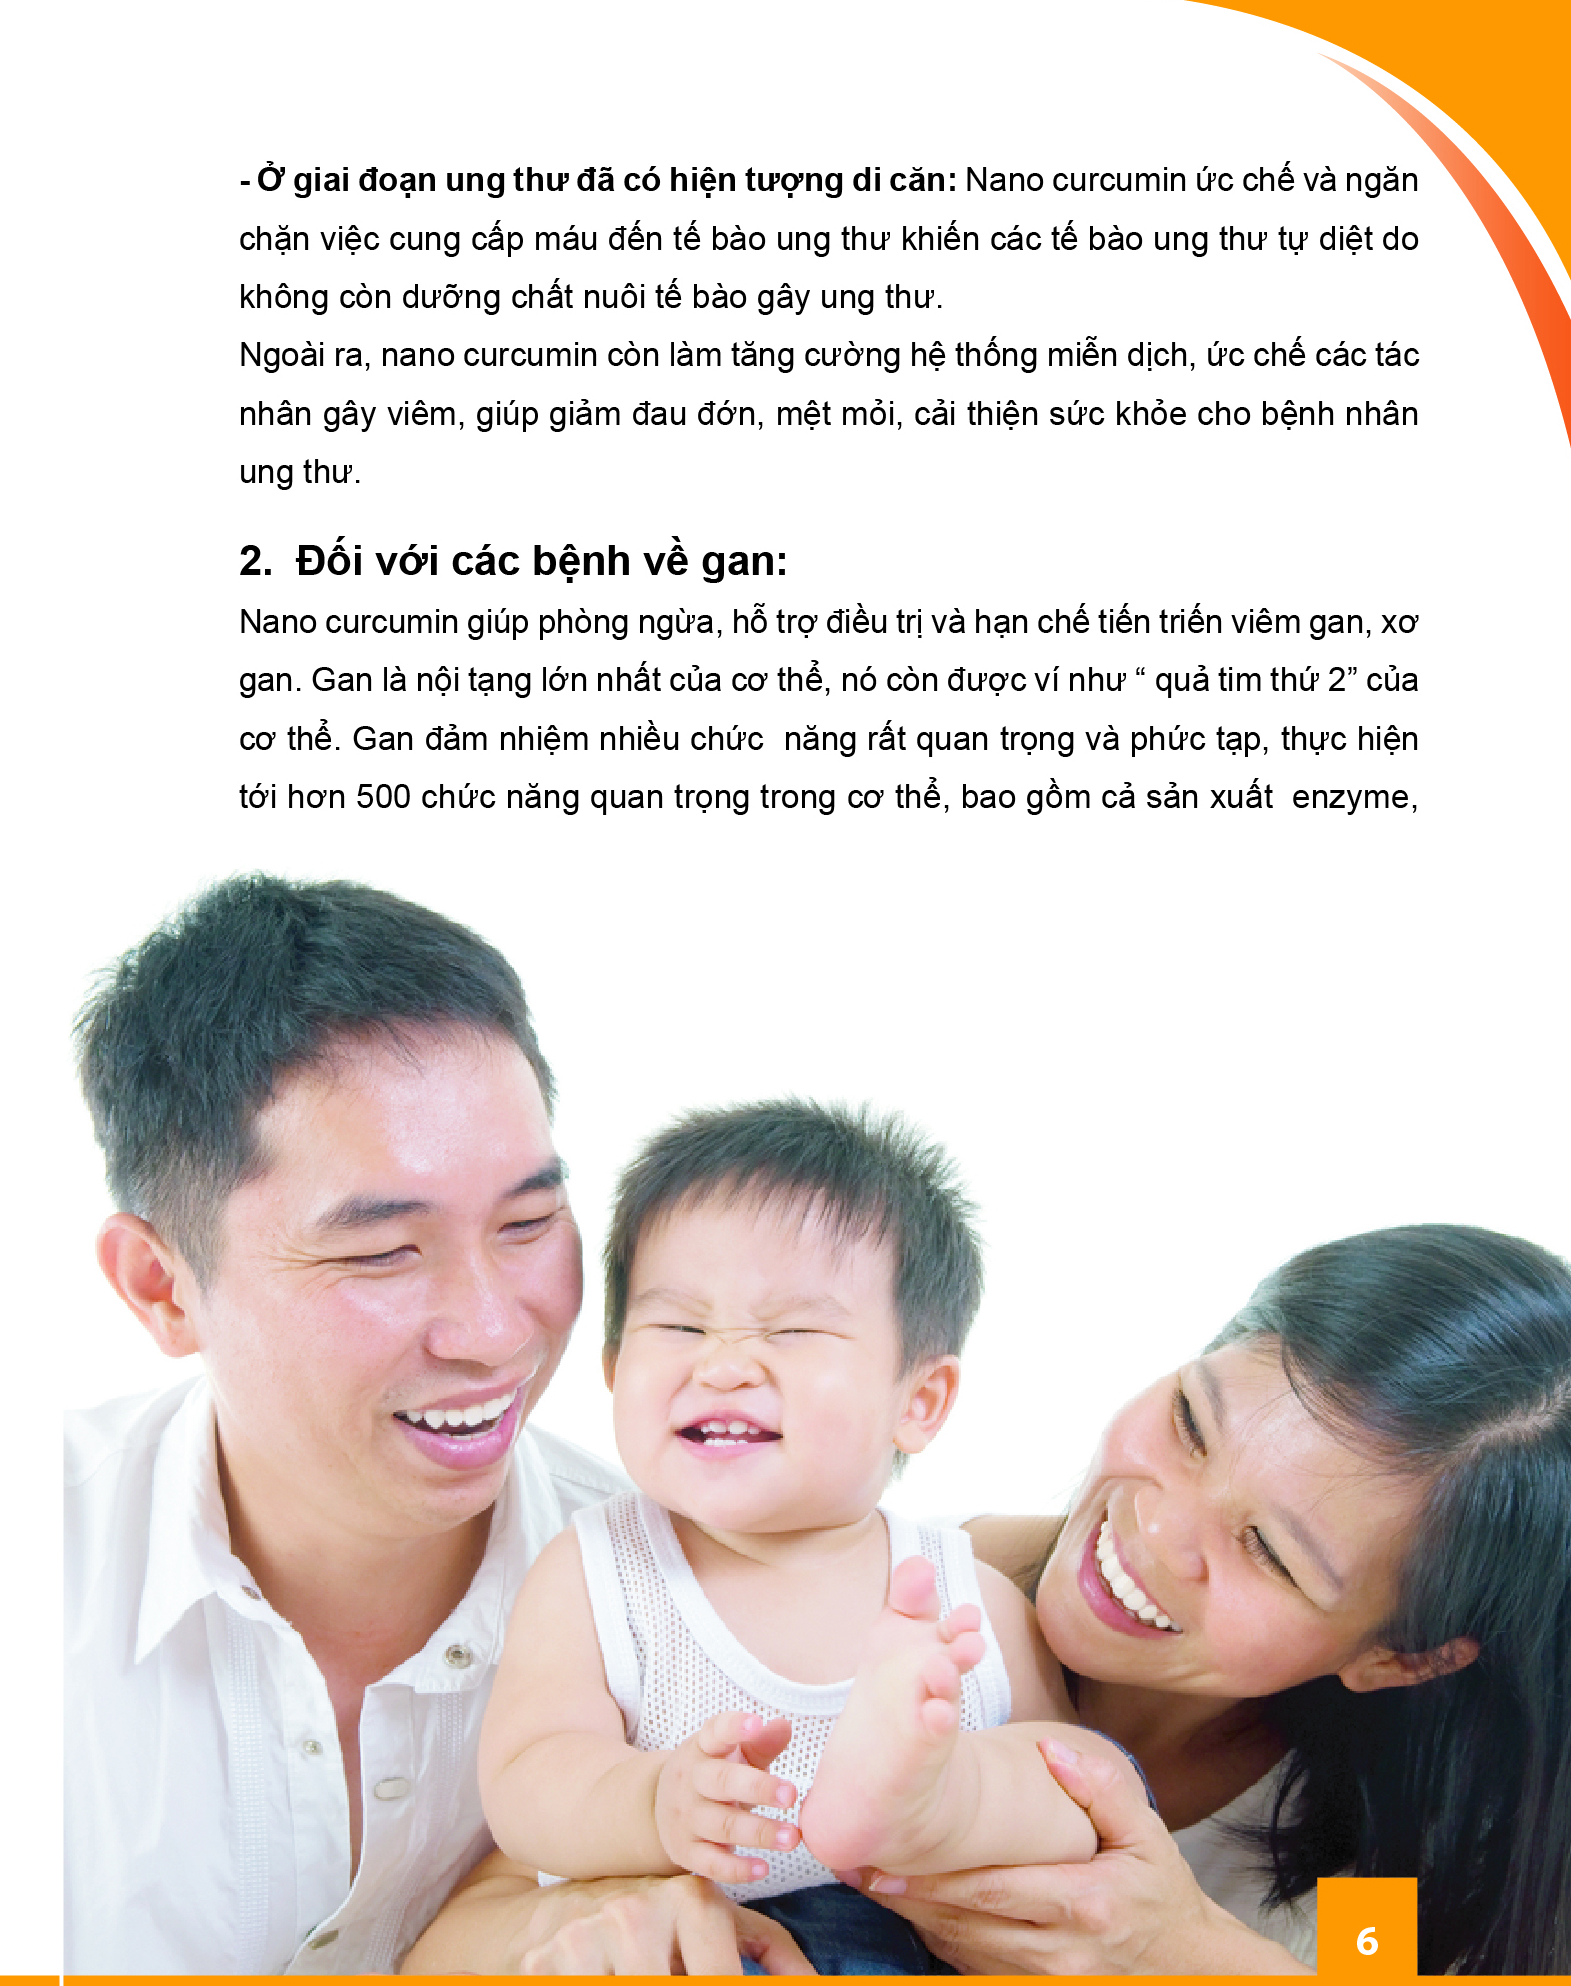 - Ở giai đoạn ung thư đã có hiện tượng di căn: Nano curcumin ức chế và ngăn
chặn việc cung cấp máu đến tế bào ung thư khiến các tế bào ung thư tự diệt do
không còn dưỡng chất nuôi tế bào gây ung thư.
Ngoài ra, nano curcumin còn làm tăng cường hệ thống miễn dịch, ức chế các tác
nhân gây viêm, giúp giảm đau đớn, mệt mỏi, cải thiện sức khỏe cho bệnh nhân
ung thư.
2. Đối với các bệnh về gan:
Nano curcumin giúp phòng ngừa, hỗ trợ điều trị và hạn chế tiến triển viêm gan, xơ
gan. Gan là nội tạng lớn nhất của cơ thể, nó còn được ví như “ quả tim thứ 2” của
cơ thể. Gan đảm nhiệm nhiều chức  năng rất quan trọng và phức tạp, thực hiện
tới hơn 500 chức năng quan trọng trong cơ thể, bao gồm cả sản xuất  enzyme,
6